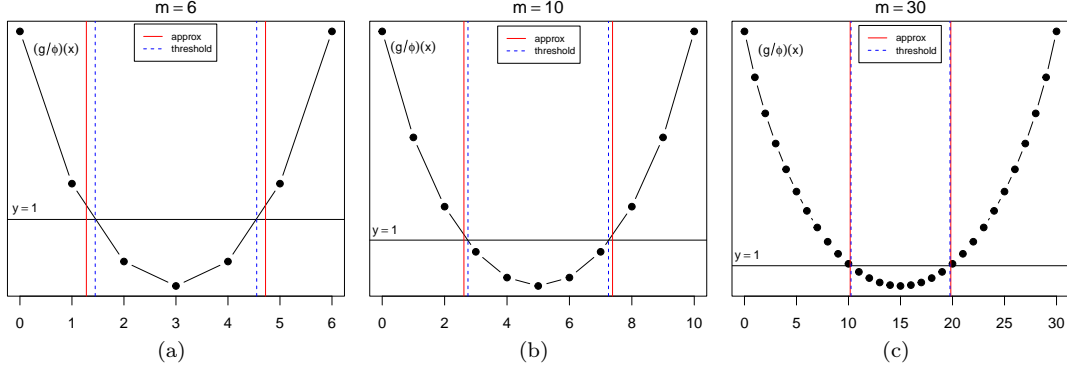 m = 6
(g/ϕ)(x)
approx
threshold
y = 1
0 1 2 3 4 5 6
(a)
m = 10
(g/ϕ)(x)
approx
threshold
y = 1
0 2 4 6 8 10
(b)
m = 30
(g/ϕ)(x)
approx
threshold
y = 1
0 5 10 15 20 25 30
(c)